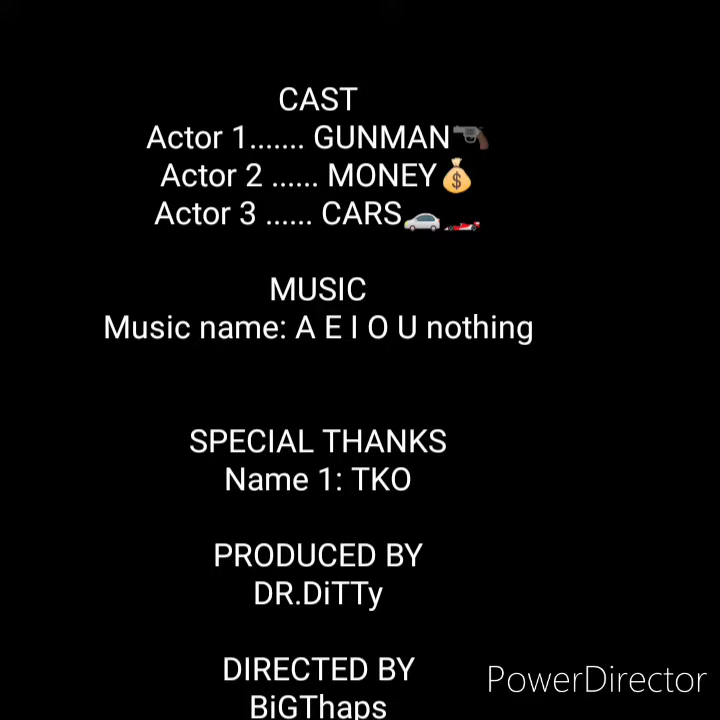 CAST
Actor 1....... GUNMAN🔫
Actor 2 ...... MONEY💰
Actor 3 ...... CARS🚗🏎
MUSIC
Music name: A E I O U nothing
SPECIAL THANKS
Name 1: TKO
PRODUCED BY
DR.DiTTy
DIRECTED BY
BiGThaps
PowerDirector